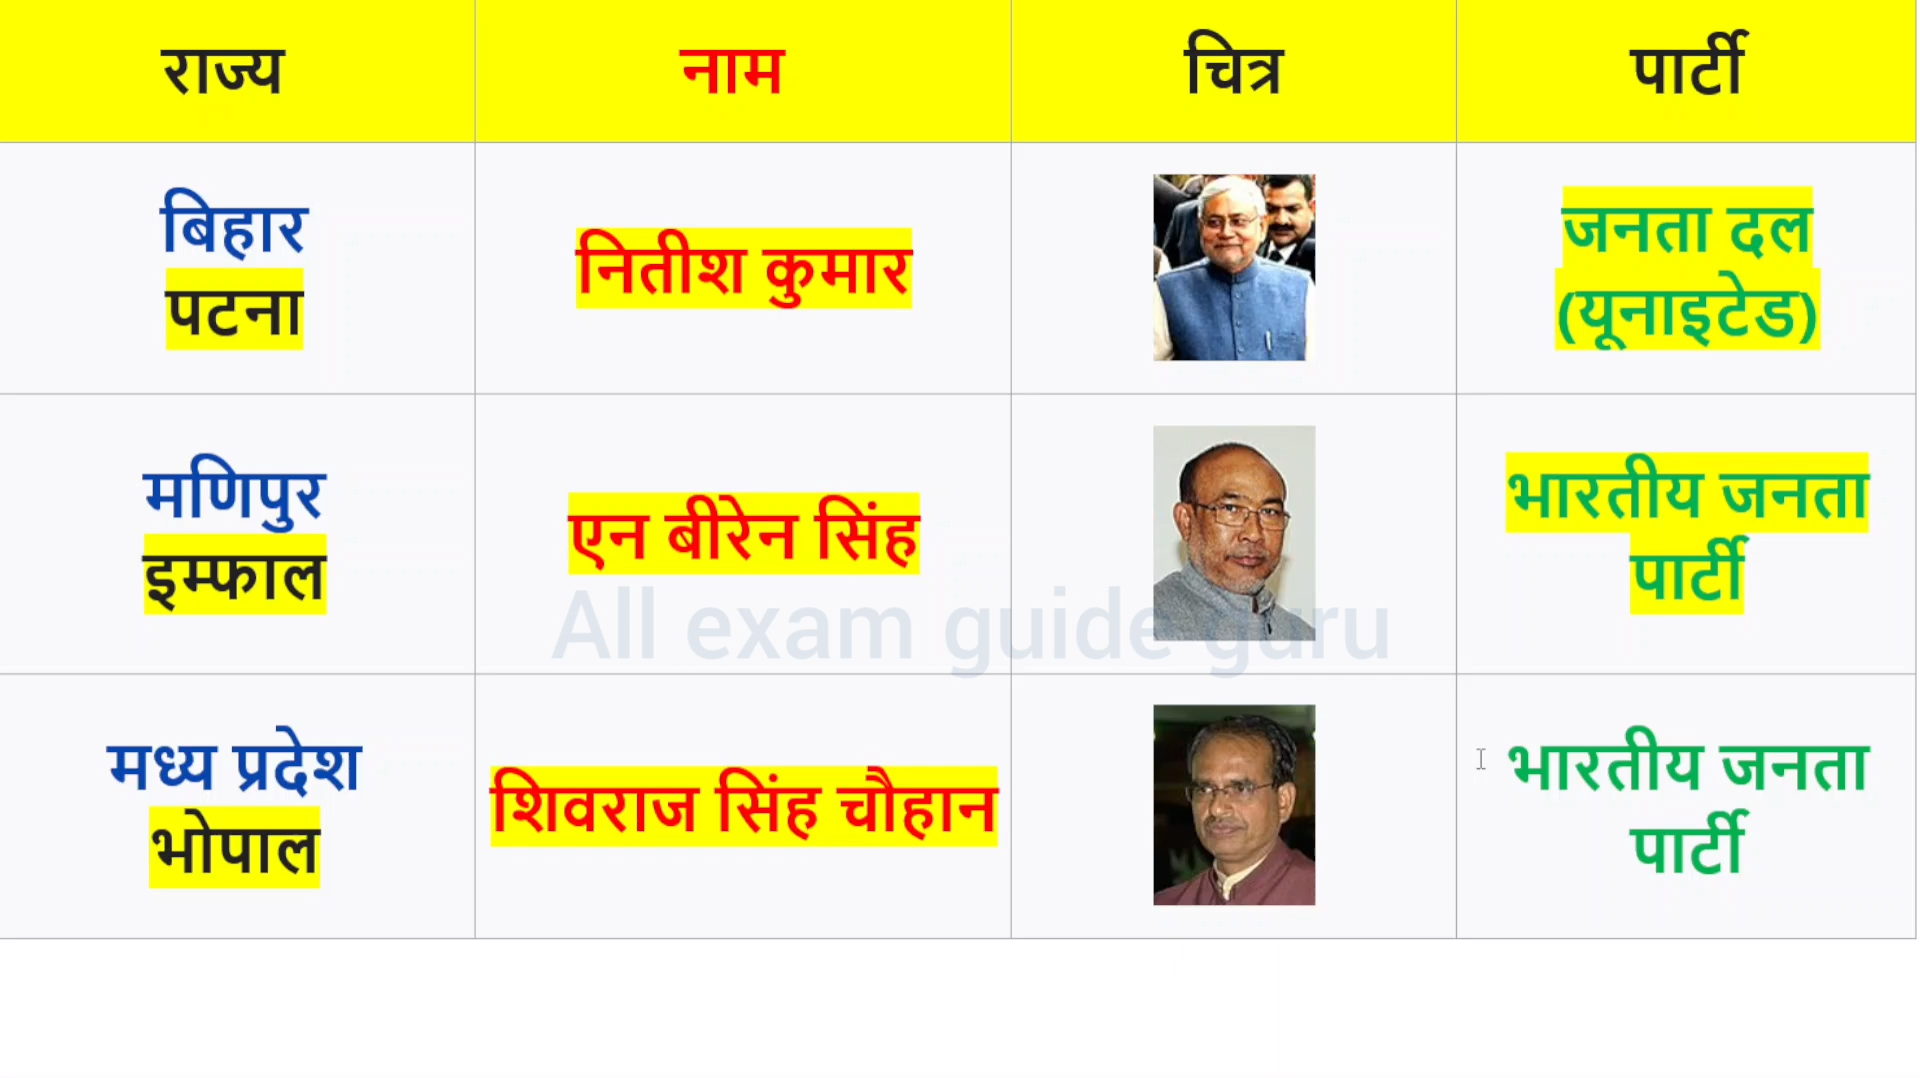 राज्य नाम चित्र पार्टी
बिहार
पटना
नितीश कुमार
जनता दल
(यूनाइटेड)
मणिपुर
इम्फाल
एन बीरेन सिंह
भारतीय जनता
पार्टी
All exam guide guru
मध्य प्रदेश
भोपाल
शिवराज सिंह चौहान
भारतीय जनता
पार्टी